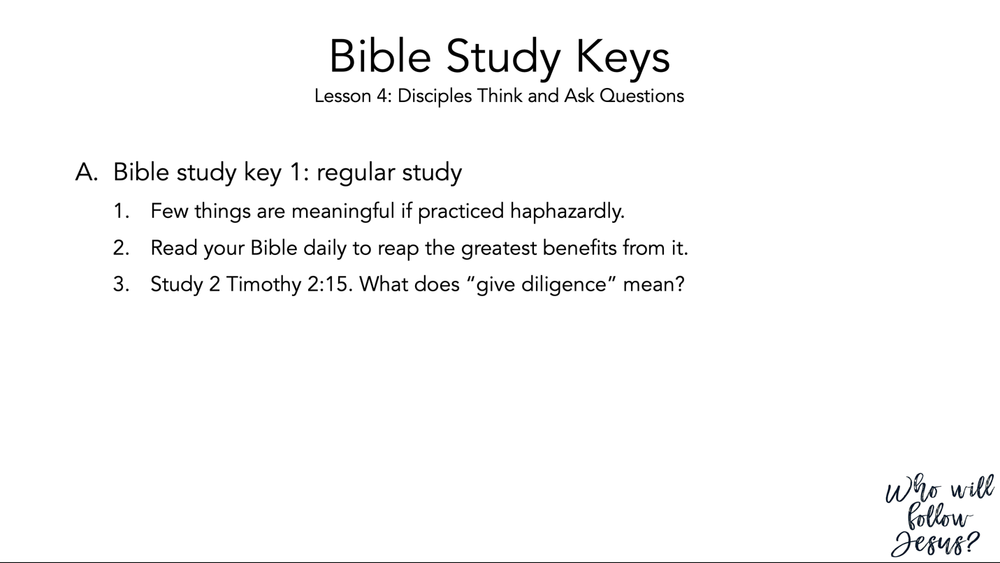 Bible Study Keys
Lesson 4: Disciples Think and Ask Questions
A. Bible study key 1: regular study
1. Few things are meaningful if practiced haphazardly.
2. Read your Bible daily to reap the greatest benefits from it.
3. Study 2 Timothy 2:15. What does “give diligence” mean?
Who will
follow
Jesus?